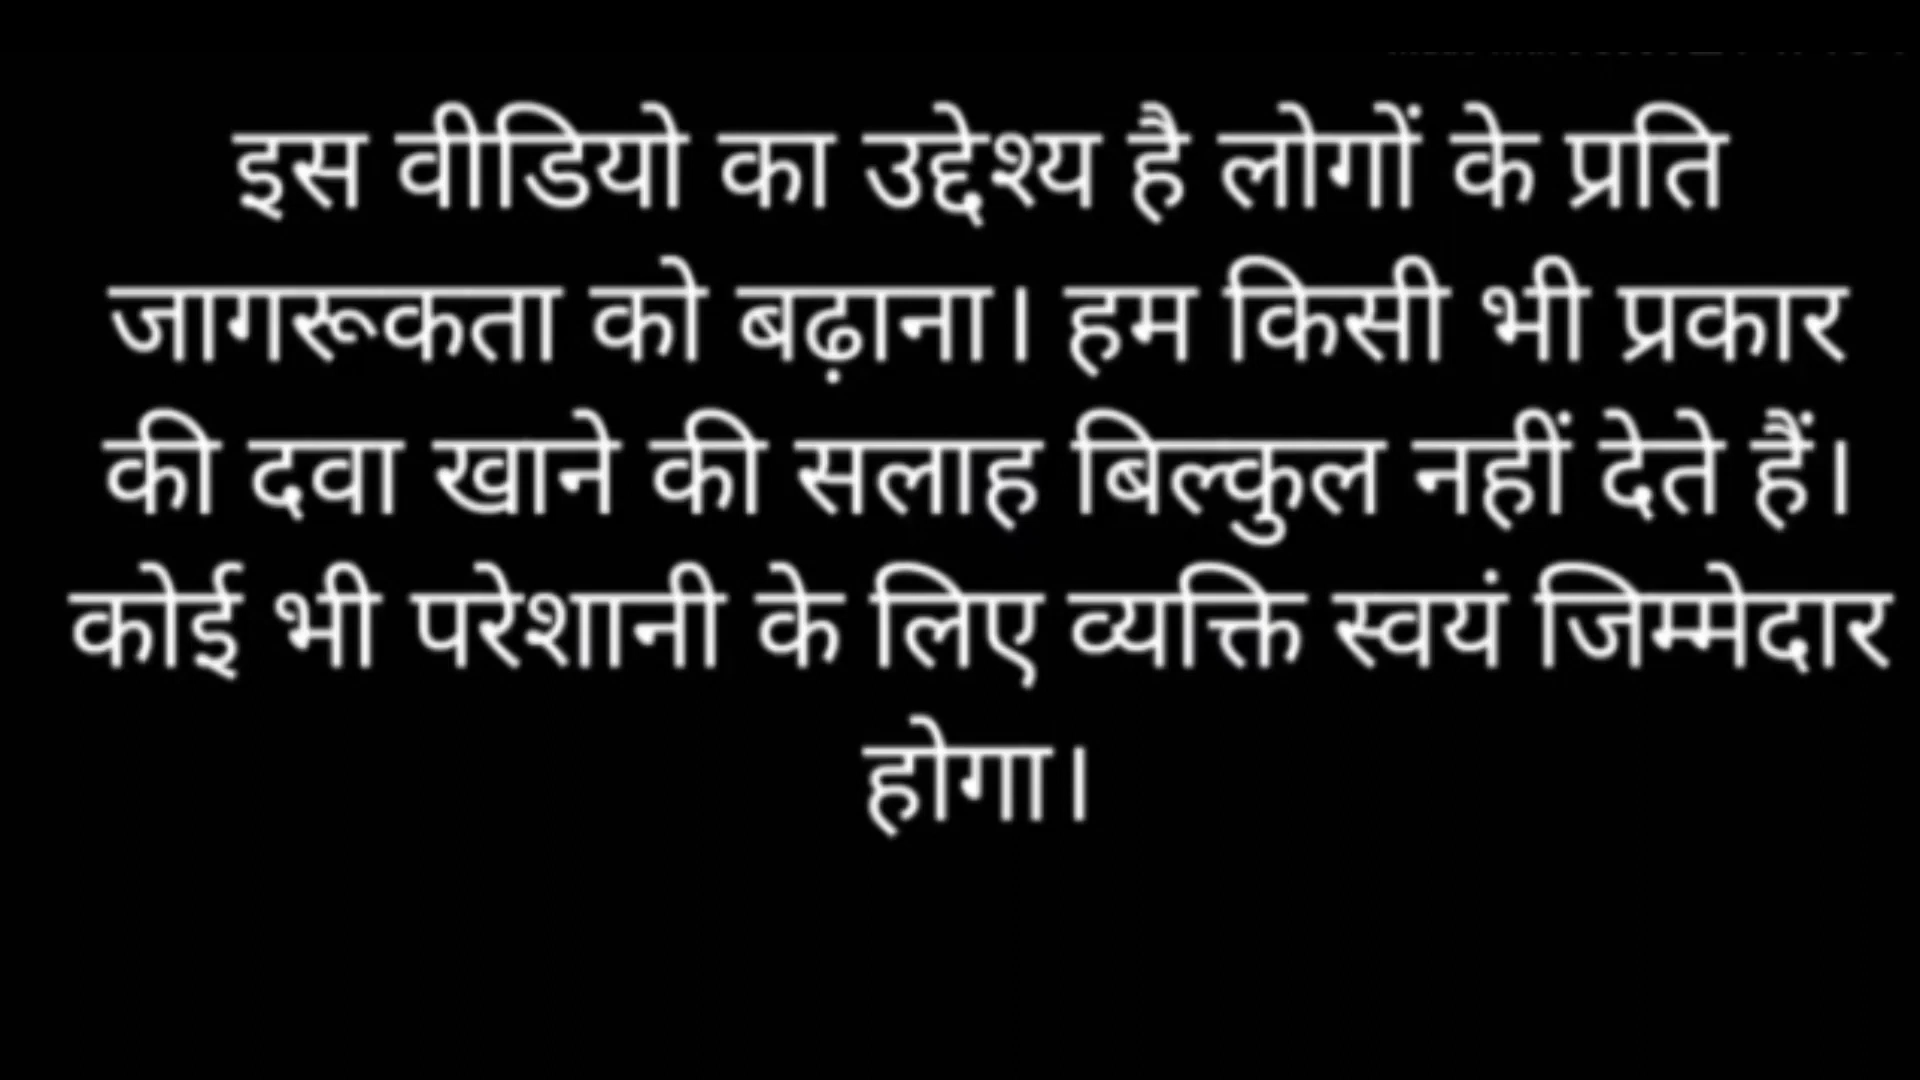 इस वीडियो का उद्देश्य है लोगों के प्रति
जागरूकता को बढ़ाना। हम किसी भी प्रकार
की दवा खाने की सलाह बिल्कुल नहीं देते हैं।
कोई भी परेशानी के लिए व्यक्ति स्वयं जिम्मेदार
होगा।